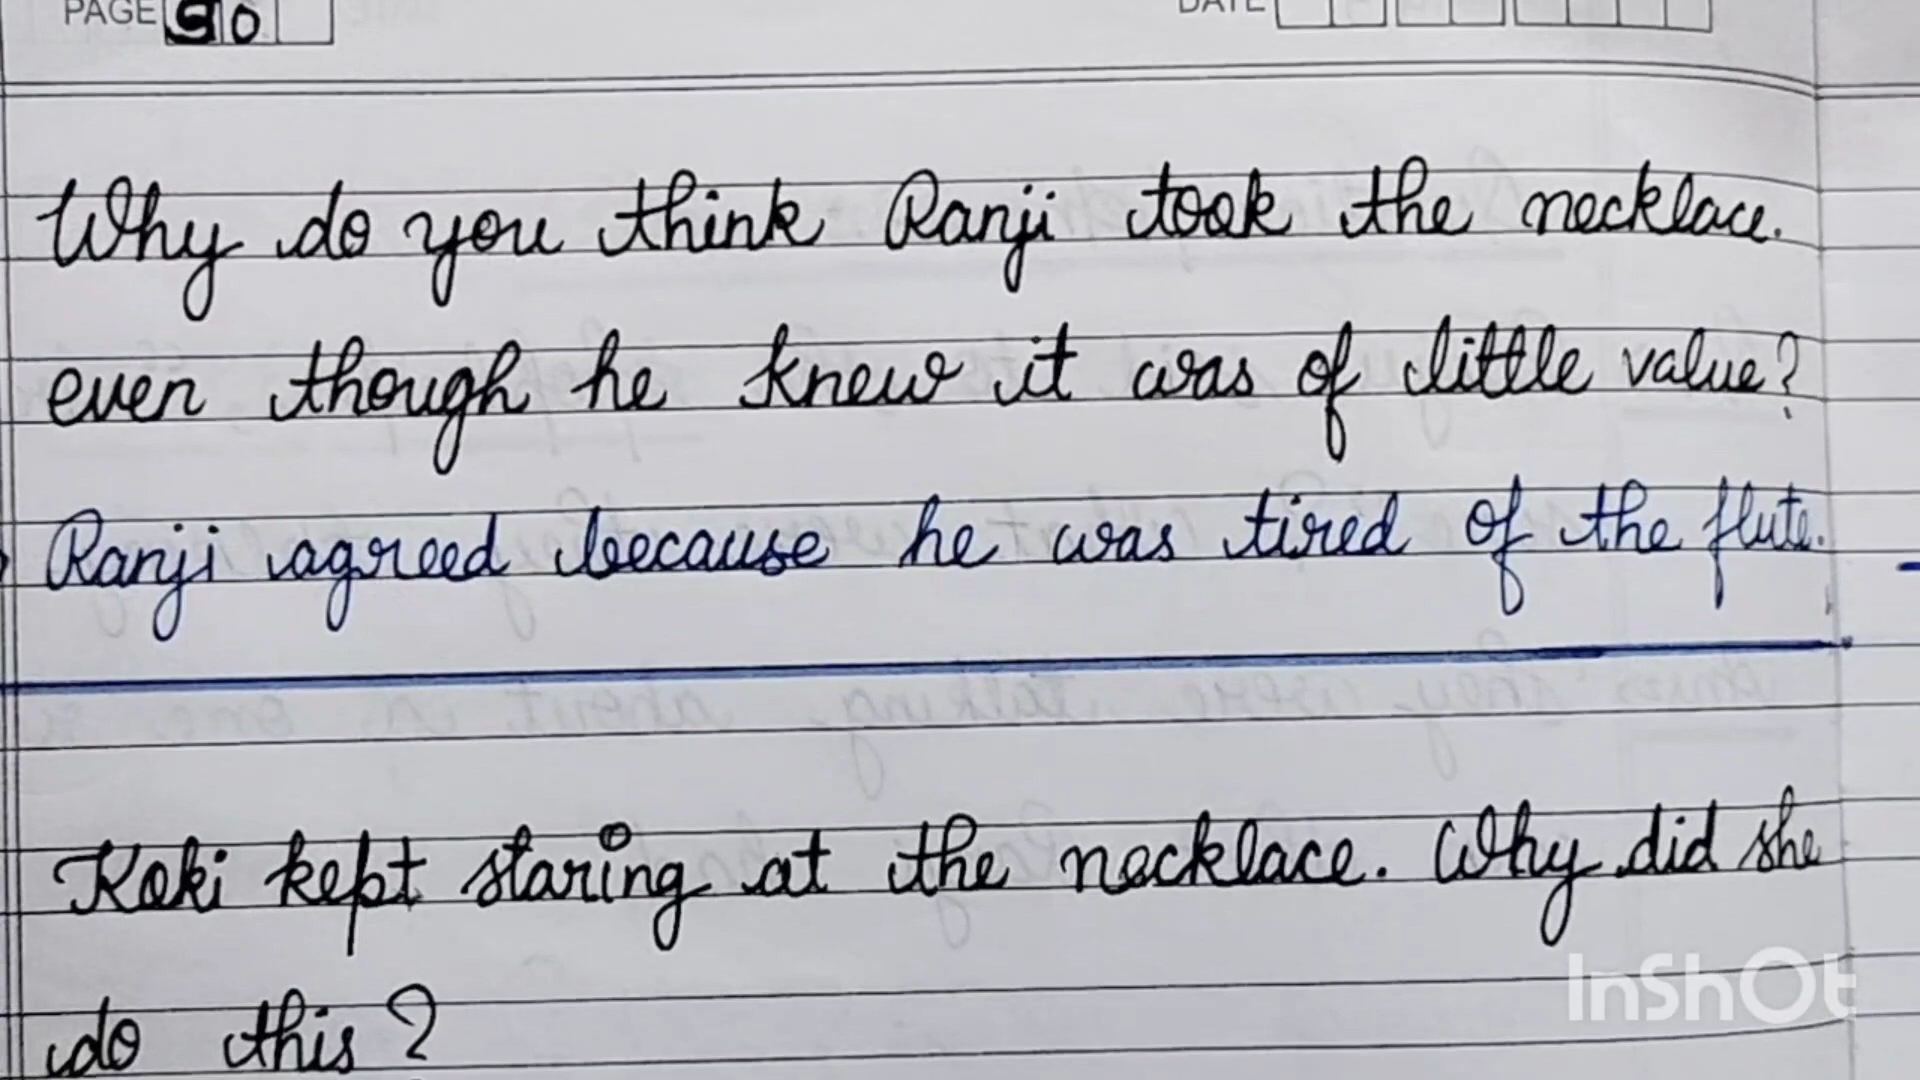 PAGE 90
DATE
Why do you think Ranji took the necklace.
even though he knew it was of little value?
Ranji agreed because he was tired of the flute.
Koki kept staring at the necklace. Why did she
do this?
InShOt